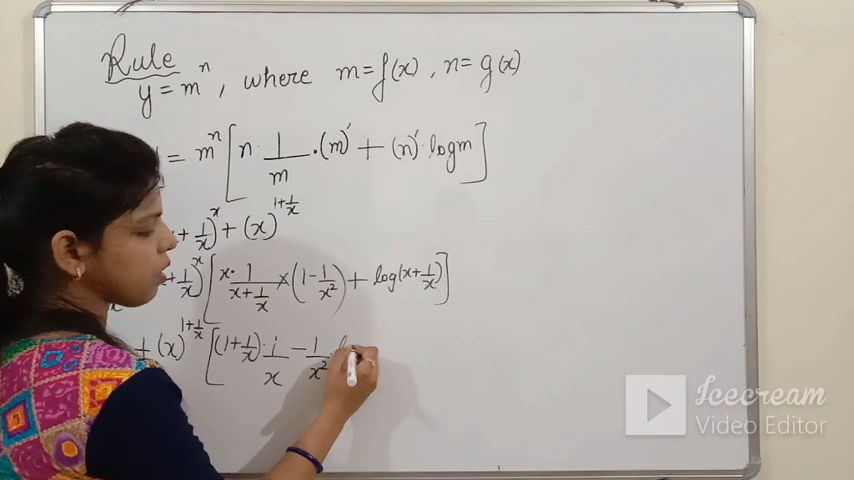 Rule
y = m^n, where m = f(x), n = g(x)
= m^n [n · 1/m · (m)' + (n)' · log m]
+ 1/x)^x + (x)^(1+1/x)
+ 1/x)^x [x · 1/(x + 1/x) × (1 - 1/x²) + log(x + 1/x)]
+ (x)^(1+1/x) [(1 + 1/x) · 1/x - 1/x² ·
Icecream
Video Editor